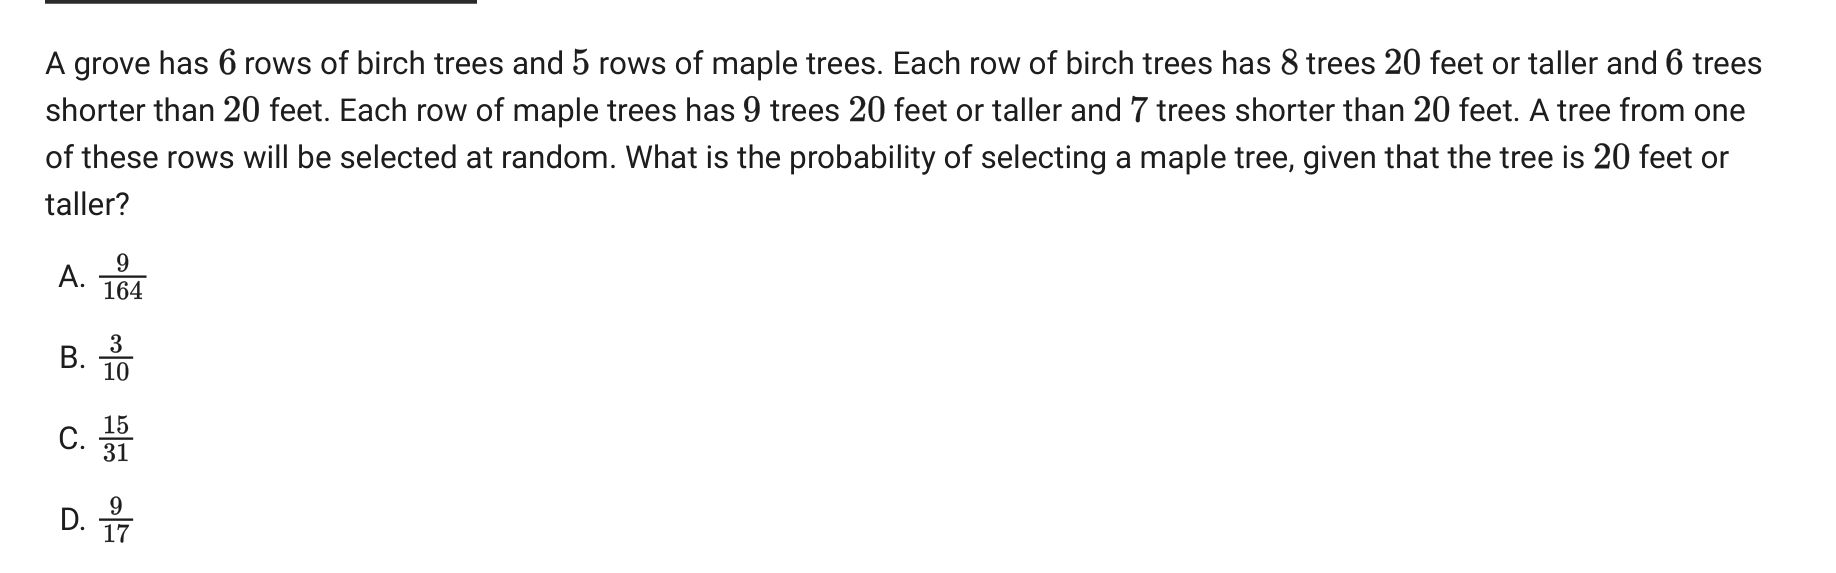 A grove has 6 rows of birch trees and 5 rows of maple trees. Each row of birch trees has 8 trees 20 feet or taller and 6 trees
shorter than 20 feet. Each row of maple trees has 9 trees 20 feet or taller and 7 trees shorter than 20 feet. A tree from one
of these rows will be selected at random. What is the probability of selecting a maple tree, given that the tree is 20 feet or
taller?
A. 9/164
B. 3/10
C. 15/31
D. 9/17